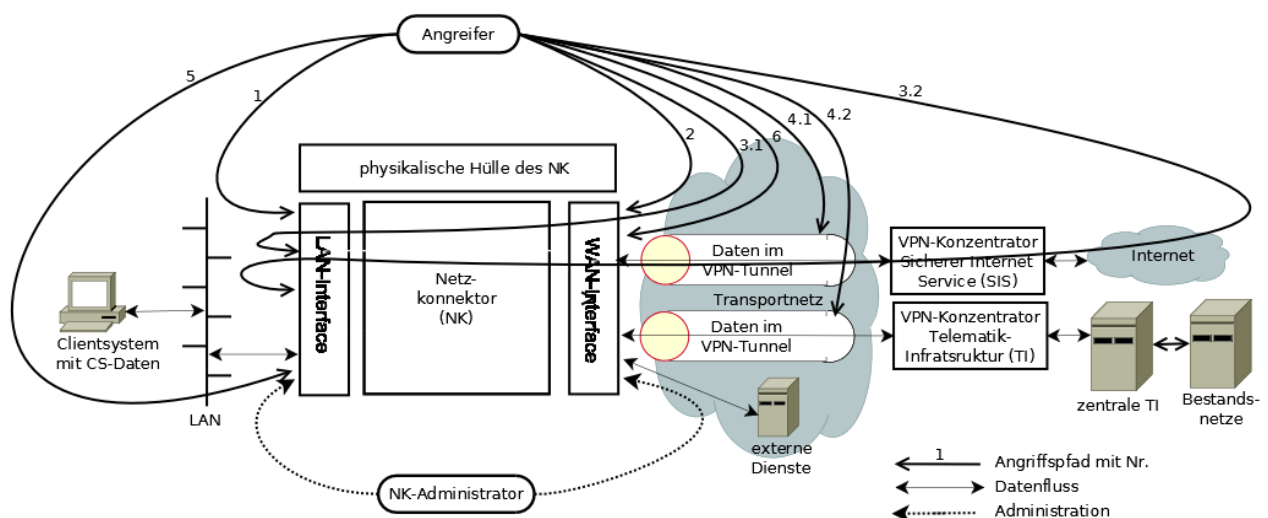 Angreifer
5
1
2
3.1
6
4.1
4.2
3.2
physikalische Hülle des NK
LAN-Interface
Netz-
konnektor
(NK)
WAN-Interface
Daten im
VPN-Tunnel
Transportnetz
Daten im
VPN-Tunnel
VPN-Konzentrator
Sicherer Internet
Service (SIS)
Internet
VPN-Konzentrator
Telematik-
Infratsruktur (TI)
Clientsystem
mit CS-Daten
LAN
zentrale TI
Bestands-
netze
externe
Dienste
NK-Administrator
1
Angriffspfad mit Nr.
Datenfluss
Administration